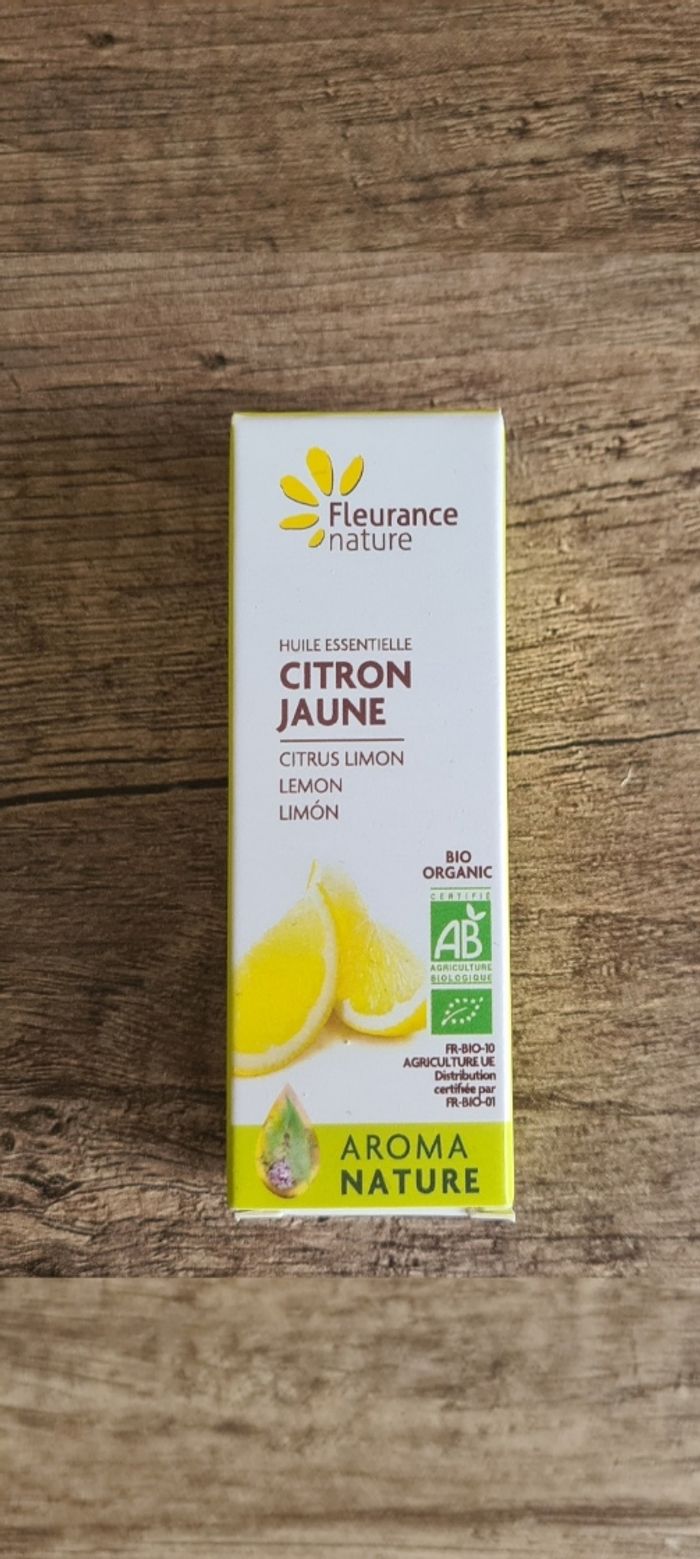 Fleurance
nature
HUILE ESSENTIELLE
CITRON
JAUNE
CITRUS LIMON
LEMON
LIMÓN
BIO
ORGANIC
CERTIFIÉ
AB
AGRICULTURE
BIOLOGIQUE
FR-BIO-10
AGRICULTURE UE
Distribution
certifiée par
FR-BIO-01
AROMA
NATURE